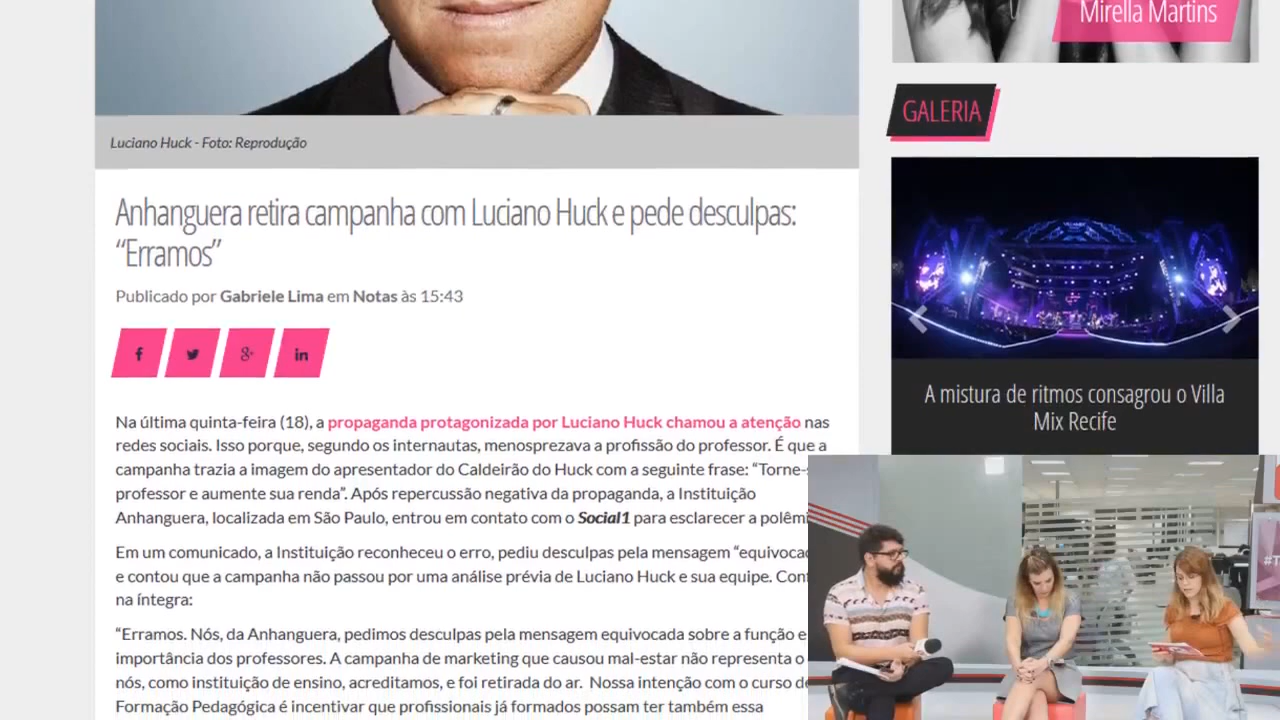 Mirella Martins
GALERIA
Luciano Huck - Foto: Reprodução
Anhanguera retira campanha com Luciano Huck e pede desculpas:
“Erramos”
Publicado por Gabriele Lima em Notas às 15:43
A mistura de ritmos consagrou o Villa
Mix Recife
Na última quinta-feira (18), a propaganda protagonizada por Luciano Huck chamou a atenção nas
redes sociais. Isso porque, segundo os internautas, menosprezava a profissão do professor. É que a
campanha trazia a imagem do apresentador do Caldeirão do Huck com a seguinte frase: “Torne-
professor e aumente sua renda”. Após repercussão negativa da propaganda, a Instituição
Anhanguera, localizada em São Paulo, entrou em contato com o Social1 para esclarecer a
Em um comunicado, a Instituição reconheceu o erro, pediu desculpas pela mensagem
e contou que a campanha não passou por uma análise prévia de Luciano Huck e sua equipe.
na íntegra:
“Erramos. Nós, da Anhanguera, pedimos desculpas pela mensagem equivocada sobre a função e
importância dos professores. A campanha de marketing que causou mal-estar não representa o
nós, como instituição de ensino, acreditamos, e foi retirada do ar. Nossa intenção com o curso
Formação Pedagógica é incentivar que profissionais já formados possam ter também essa